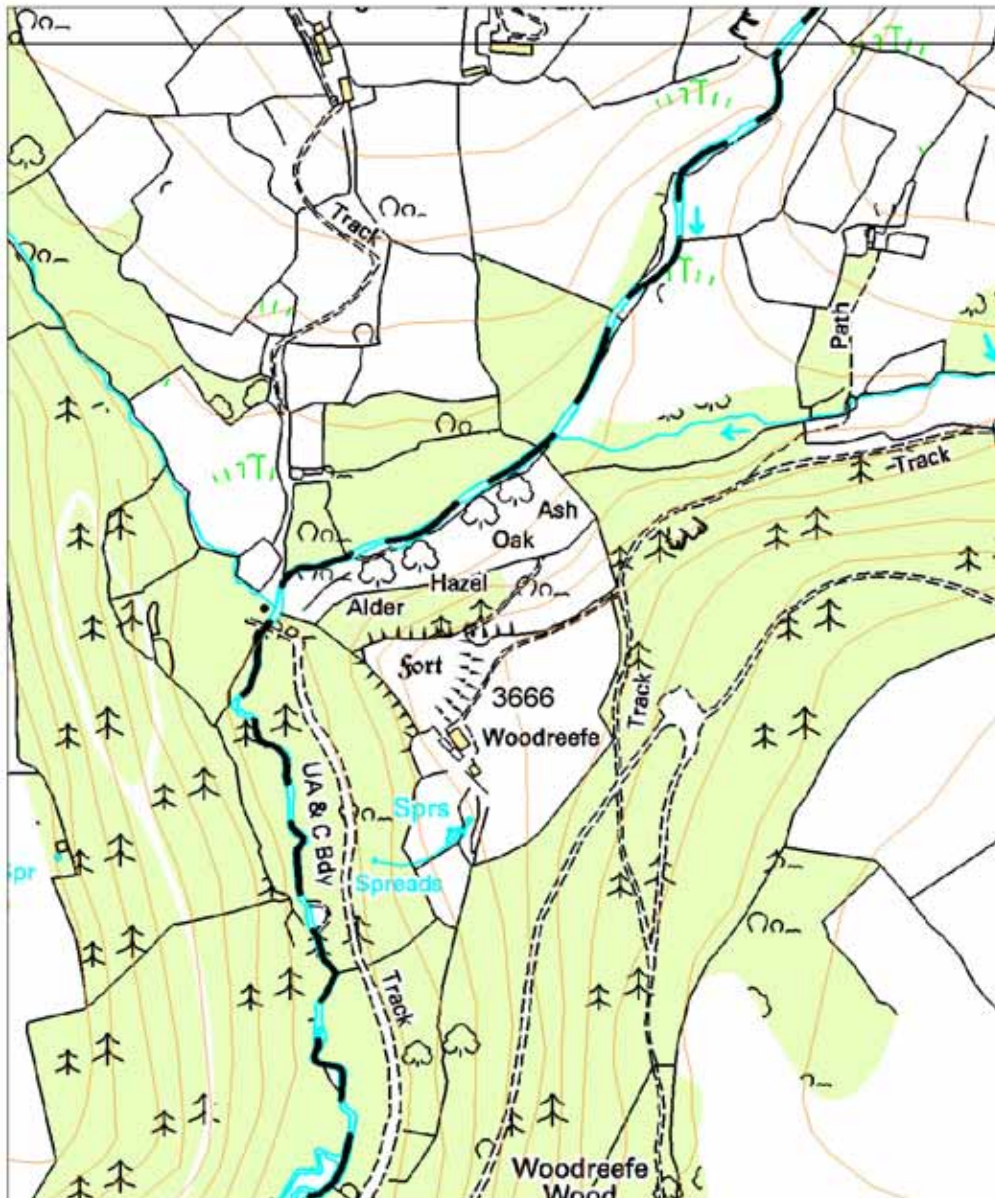 Track
Path
Track
Ash
Oak
Hazel
Alder
Fort
3666
Woodreefe
Track
UA & C Bdy
Sprs
Spreads
Spr
Track
Woodreefe
Wood